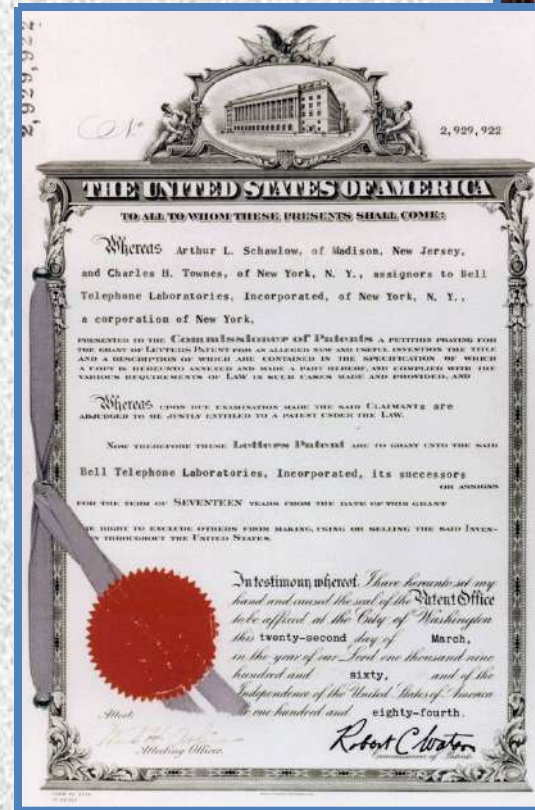 2,929,922
No
2,929,922
THE UNITED STATES OF AMERICA
TO ALL TO WHOM THESE PRESENTS SHALL COME:
Whereas Arthur L. Schawlow, of Madison, New Jersey,
and Charles H. Townes, of New York, N. Y., assignors to Bell
Telephone Laboratories, Incorporated, of New York, N. Y.,
a corporation of New York,
PRESENTED TO THE Commissioner of Patents A PETITION PRAYING FOR
THE GRANT OF LETTERS PATENT FOR AN ALLEGED NEW AND USEFUL INVENTION THE TITLE
AND A DESCRIPTION OF WHICH ARE CONTAINED IN THE SPECIFICATION OF WHICH
A COPY IS HEREUNTO ANNEXED AND MADE A PART HEREOF, AND COMPLIED WITH THE
VARIOUS REQUIREMENTS OF LAW IN SUCH CASES MADE AND PROVIDED, AND
Whereas UPON DUE EXAMINATION MADE THE SAID CLAIMANTs are
ADJUDGED TO BE JUSTLY ENTITLED TO A PATENT UNDER THE LAW.
NOW THEREFORE THESE Letters Patent ARE TO GRANT UNTO THE SAID
Bell Telephone Laboratories, Incorporated, its successors
OR ASSIGNS
FOR THE TERM OF SEVENTEEN YEARS FROM THE DATE OF THIS GRANT
THE RIGHT TO EXCLUDE OTHERS FROM MAKING, USING OR SELLING THE SAID INVEN-
TION THROUGHOUT THE UNITED STATES.
In testimony whereof, I have hereunto set my
hand and caused the seal of the Patent Office
to be affixed at the City of Washington
this twenty-second day of March,
in the year of our Lord one thousand nine
hundred and sixty, and of the
Independence of the United States of America
the one hundred and eighty-fourth.
Attest:
Attesting Officer.
Robert C Watson
Commissioner of Patents